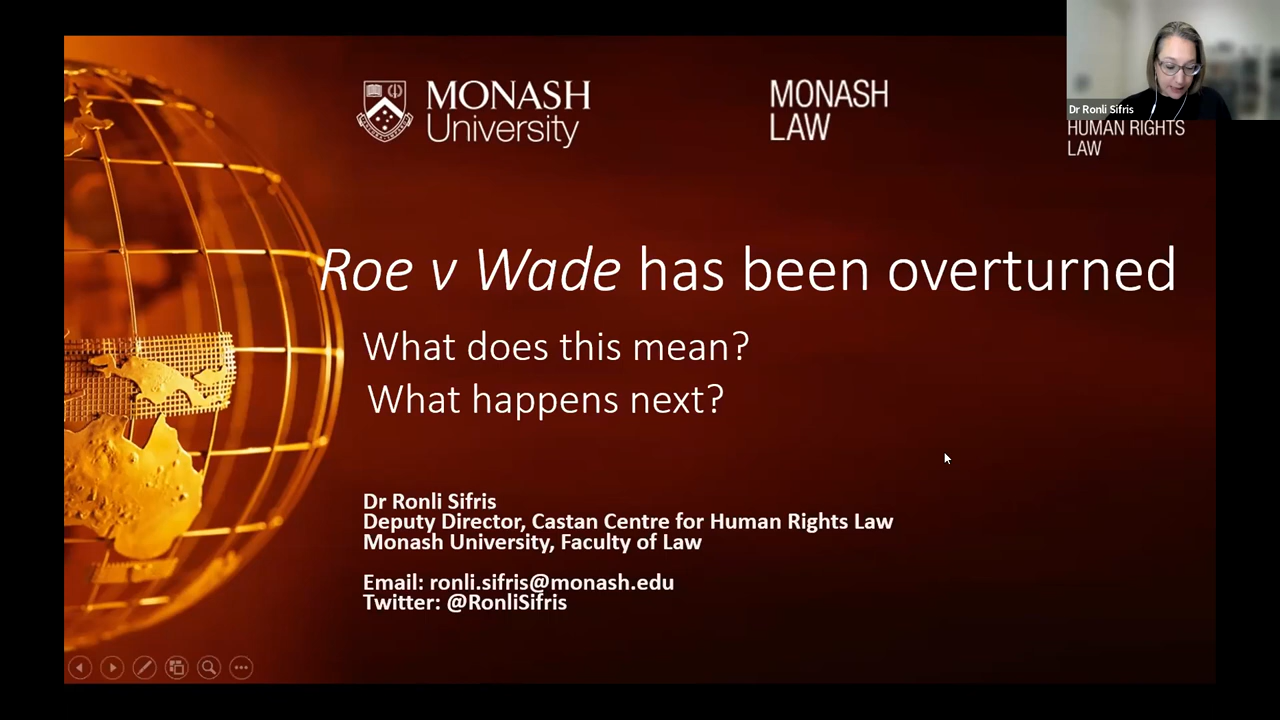 MONASH
University
MONASH
LAW
Dr Ronli Sifris
HUMAN RIGHTS
LAW
Roe v Wade has been overturned
What does this mean?
What happens next?
Dr Ronli Sifris
Deputy Director, Castan Centre for Human Rights Law
Monash University, Faculty of Law
Email: ronli.sifris@monash.edu
Twitter: @RonliSifris